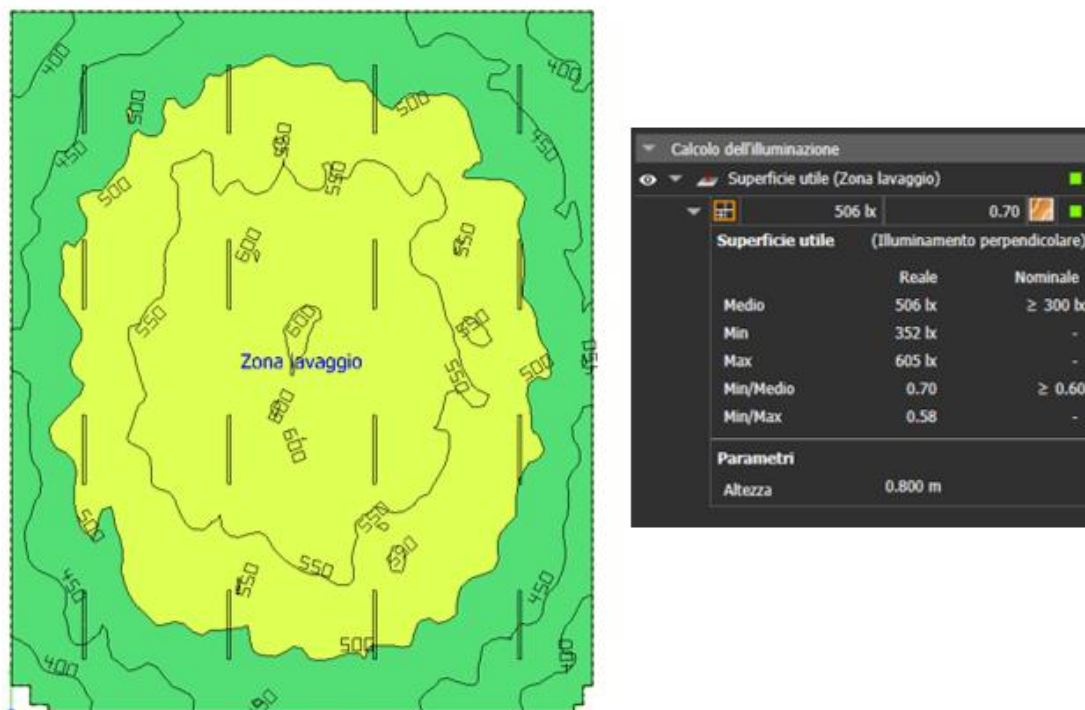 400
400
500
500
450
450
550
500
550
600
550
550
600
550
Zona lavaggio
500
600
550
500
550
550
550
450
450
500
400
400
Calcolo dell'illuminazione
Superficie utile (Zona lavaggio)
506 lx 0.70
Superficie utile (Illuminamento perpendicolare)
Reale Nominale
Medio 506 lx ≥ 300 lx
Min 352 lx -
Max 605 lx -
Min/Medio 0.70 ≥ 0.60
Min/Max 0.58 -
Parametri
Altezza 0.800 m